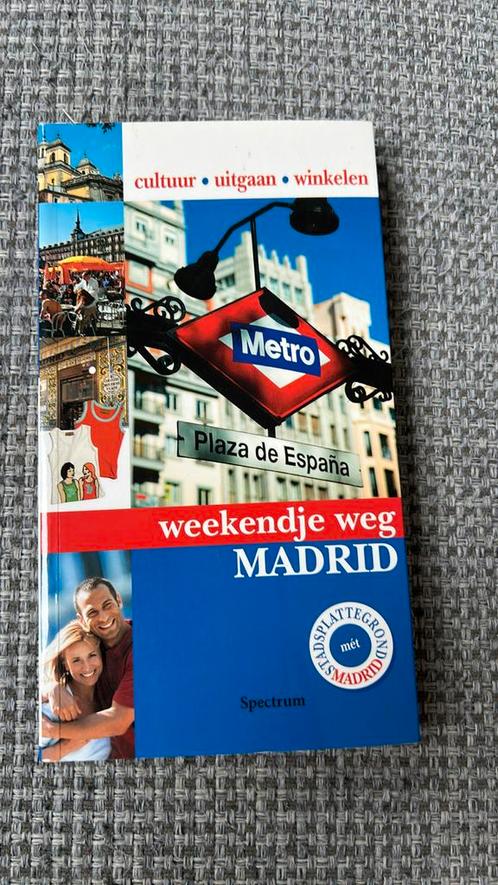 cultuur • uitgaan • winkelen
Metro
Plaza de España
weekendje weg
MADRID
STADSPLATTEGROND
mét
MADRID
Spectrum